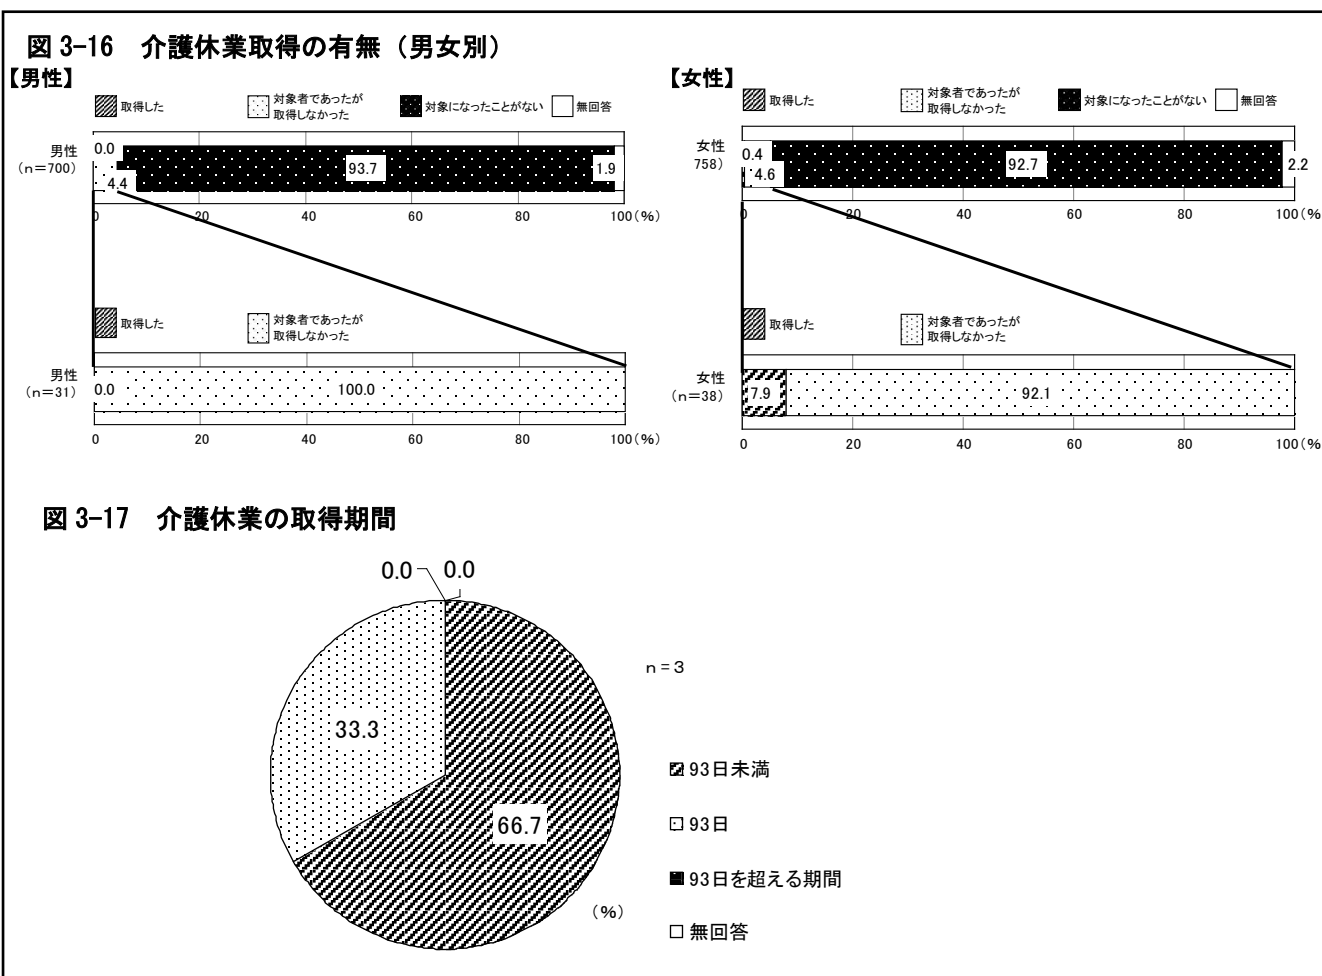 図 3-16　介護休業取得の有無（男女別）
【男性】
取得した
対象者であったが
取得しなかった
対象になったことがない
無回答
男性
(n=700)
0.0
4.4
93.7
1.9
0
20
40
60
80
100(%)
取得した
対象者であったが
取得しなかった
男性
(n=31)
0.0
100.0
0
20
40
60
80
100(%)
【女性】
取得した
対象者であったが
取得しなかった
対象になったことがない
無回答
女性
758)
0.4
4.6
92.7
2.2
0
20
40
60
80
100(%
取得した
対象者であったが
取得しなかった
女性
(n=38)
7.9
92.1
0
20
40
60
80
100(%
図 3-17　介護休業の取得期間
0.0
0.0
33.3
66.7
n=3
(%)
93日未満
93日
93日を超える期間
無回答